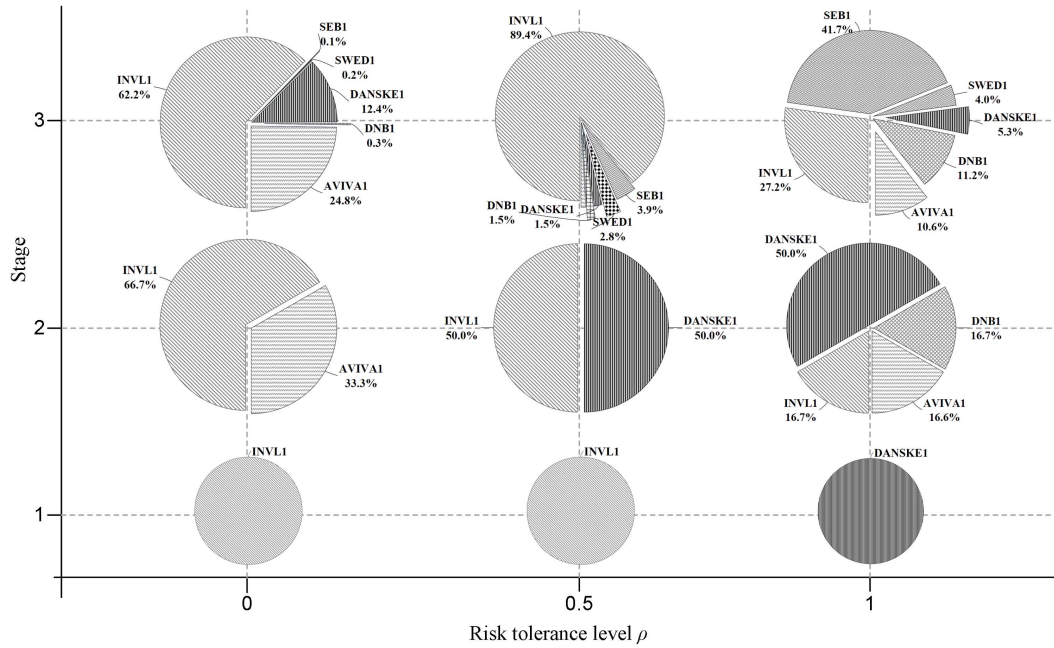 SEB1
0.1%
SWED1
0.2%
INVL1
62.2%
DANSKE1
12.4%
DNB1
0.3%
AVIVA1
24.8%
INVL1
89.4%
DNB1
1.5%
DANSKE1
1.5%
SWED1
2.8%
SEB1
3.9%
SEB1
41.7%
SWED1
4.0%
DANSKE1
5.3%
DNB1
11.2%
INVL1
27.2%
AVIVA1
10.6%
3
Stage
INVL1
66.7%
AVIVA1
33.3%
INVL1
50.0%
DANSKE1
50.0%
DANSKE1
50.0%
DNB1
16.7%
INVL1
16.7%
AVIVA1
16.6%
2
INVL1
INVL1
DANSKE1
1
0
0.5
1
Risk tolerance level ρ